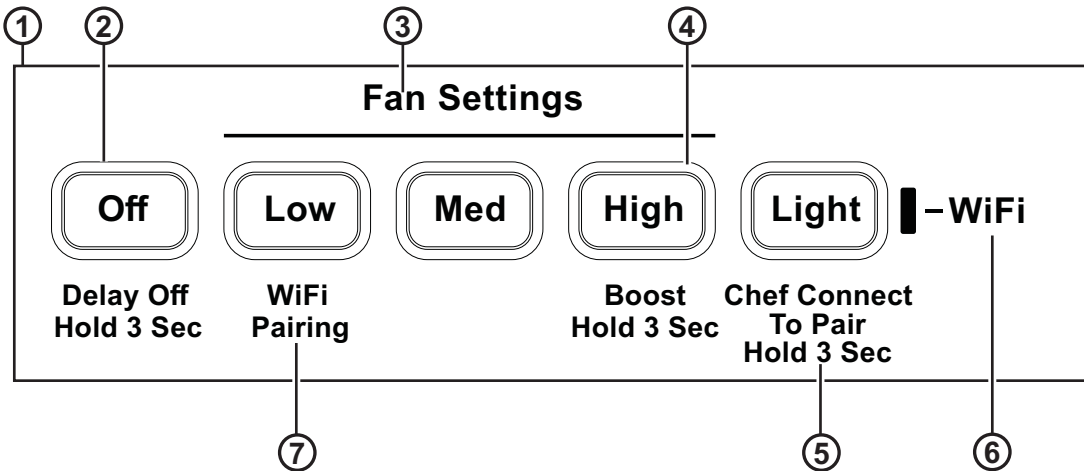 1 2 3 4
Fan Settings
Off Low Med High Light -WiFi
Delay Off WiFi Boost Chef Connect
Hold 3 Sec Pairing Hold 3 Sec To Pair
Hold 3 Sec
7 5 6